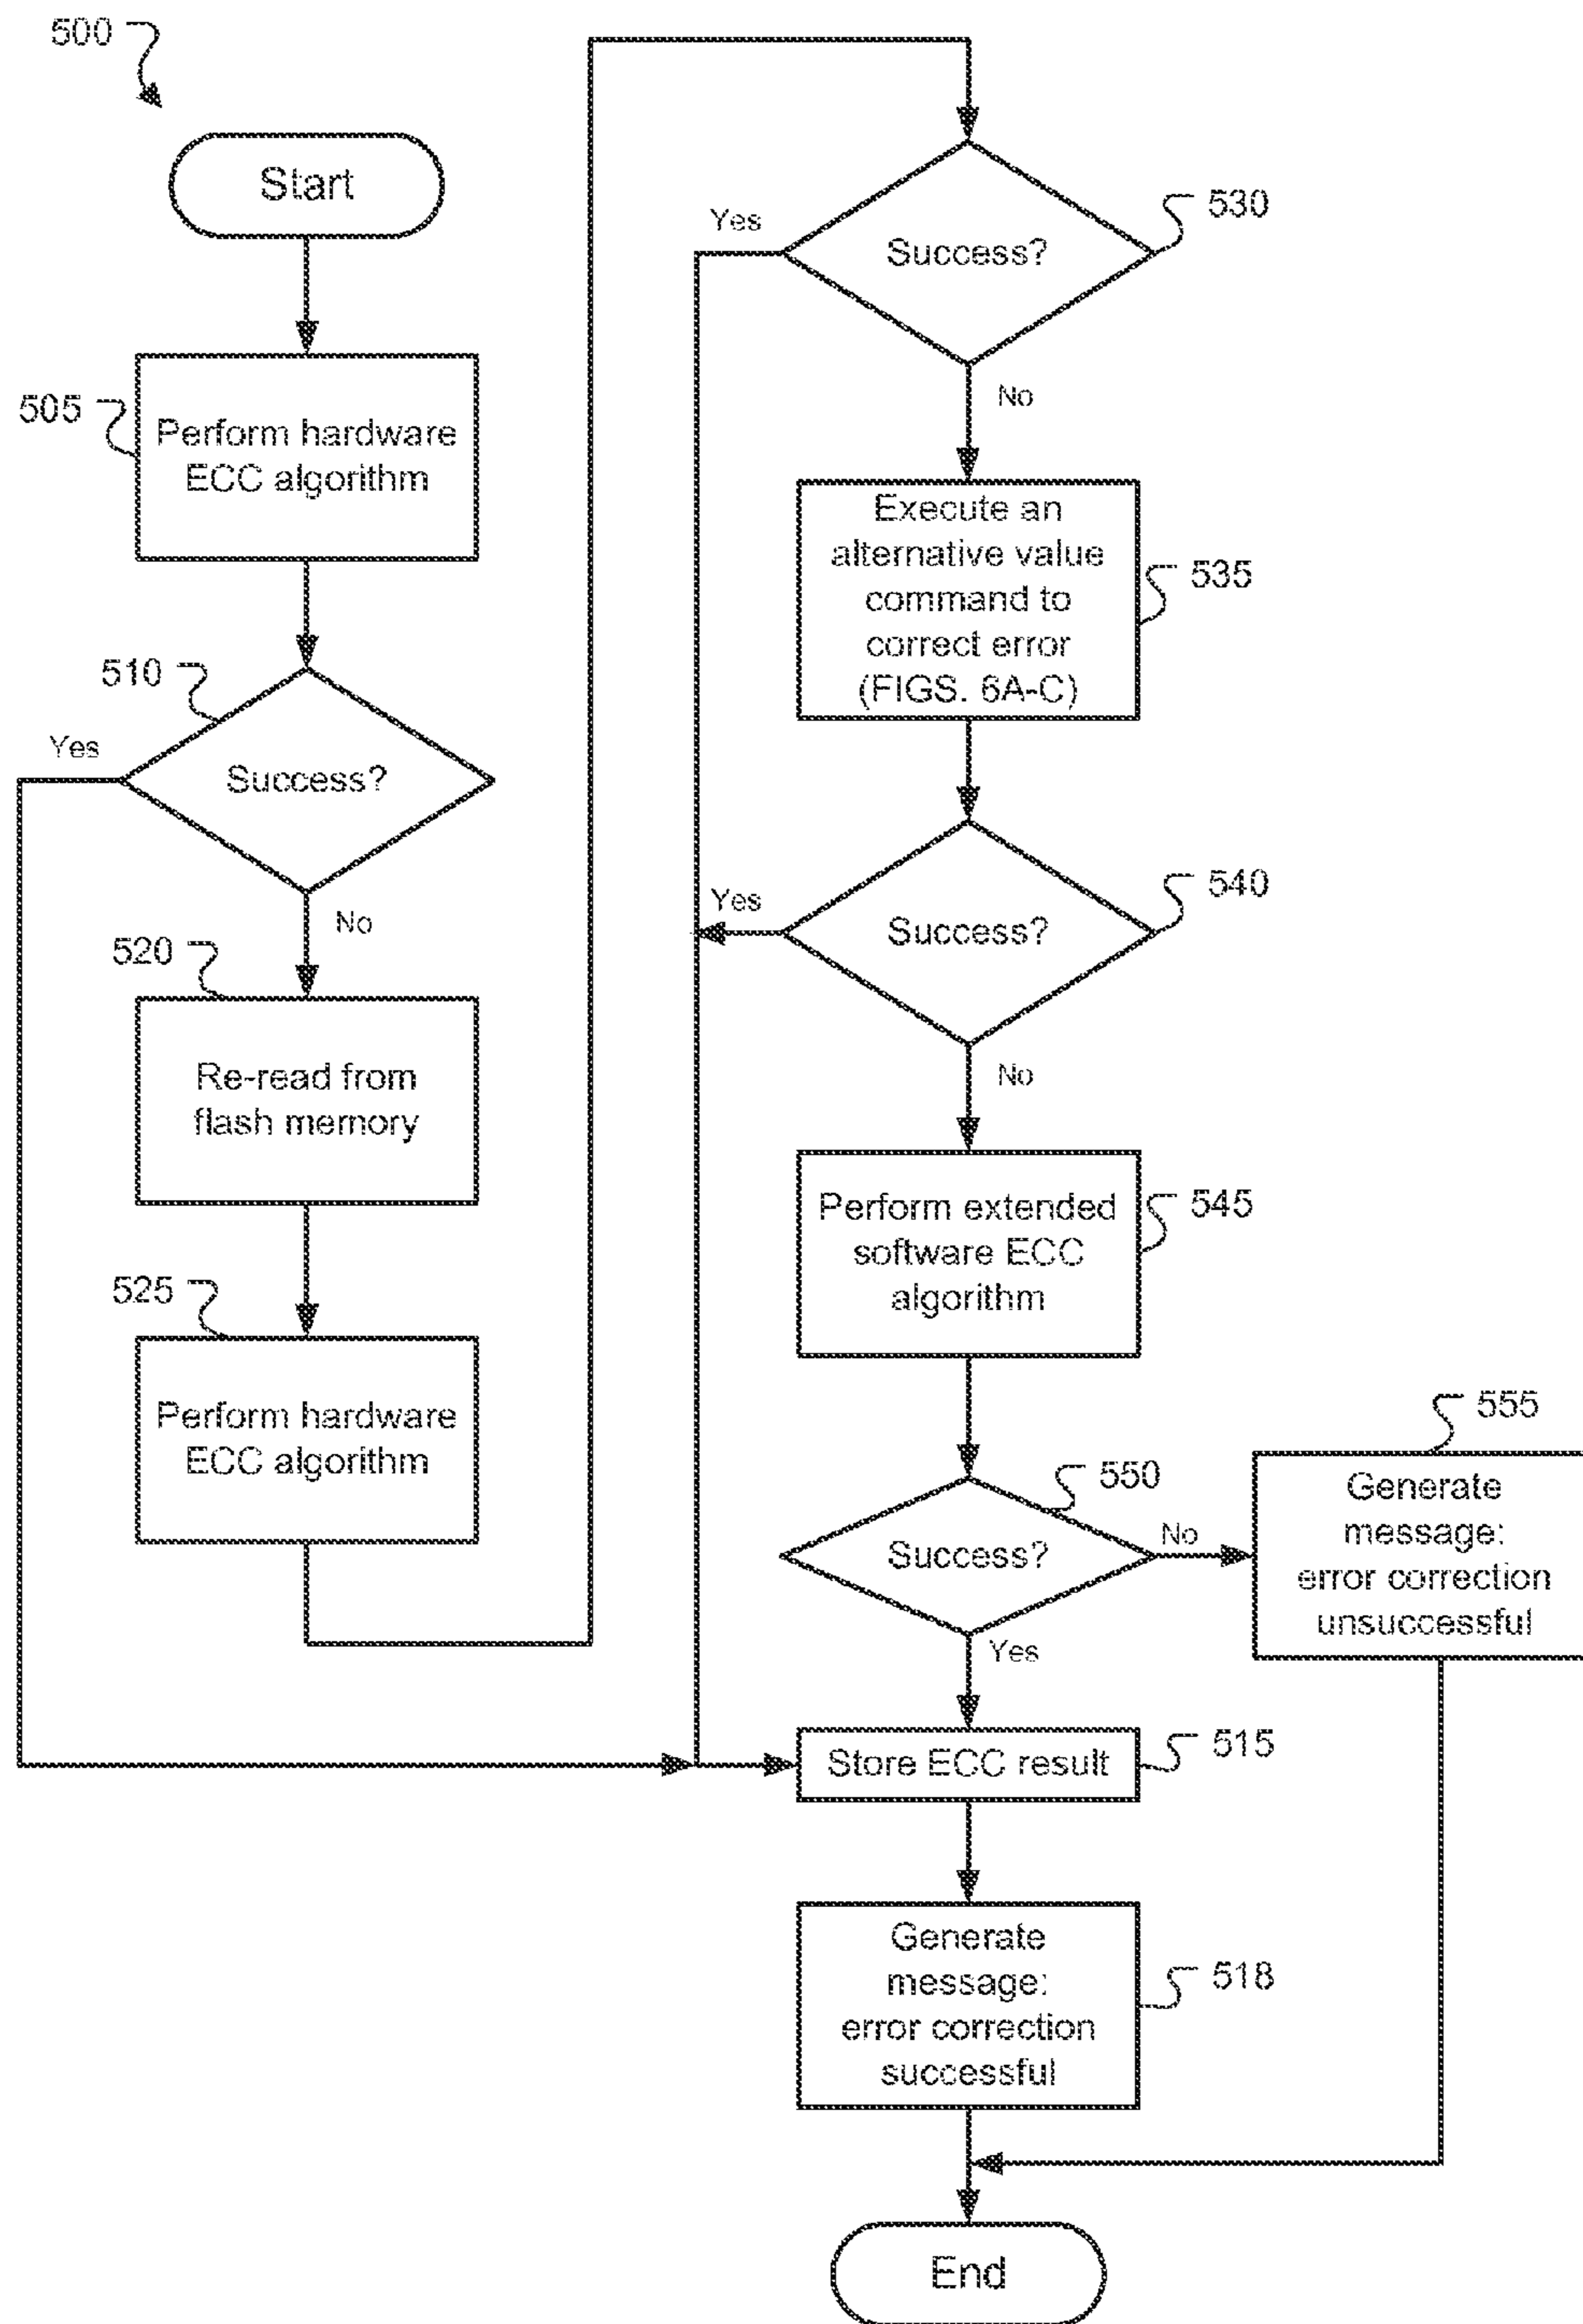 500
Start
505
Perform hardware
ECC algorithm
510
Yes
Success?
No
520
Re-read from
flash memory
525
Perform hardware
ECC algorithm
530
Yes
Success?
No
Execute an
alternative value
command to
correct error
(FIGS. 6A-C)
535
540
Yes
Success?
No
Perform extended
software ECC
algorithm
545
550
Success?
No
Yes
555
Generate
message:
error correction
unsuccessful
Store ECC result
515
Generate
message:
error correction
successful
518
End